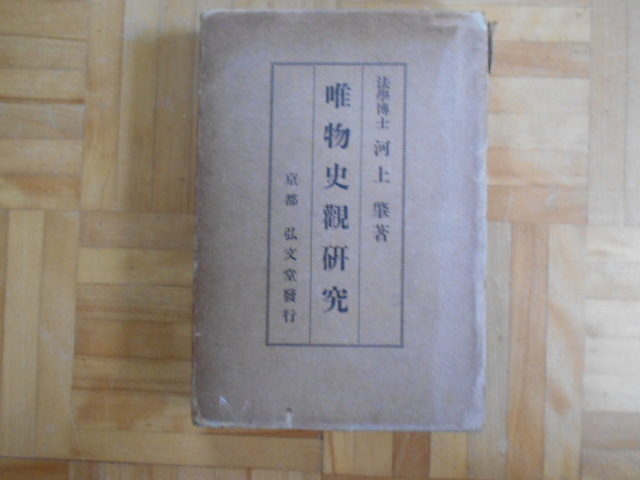 法學博士 河上 肇著
唯物史觀研究
京都 弘文堂發行